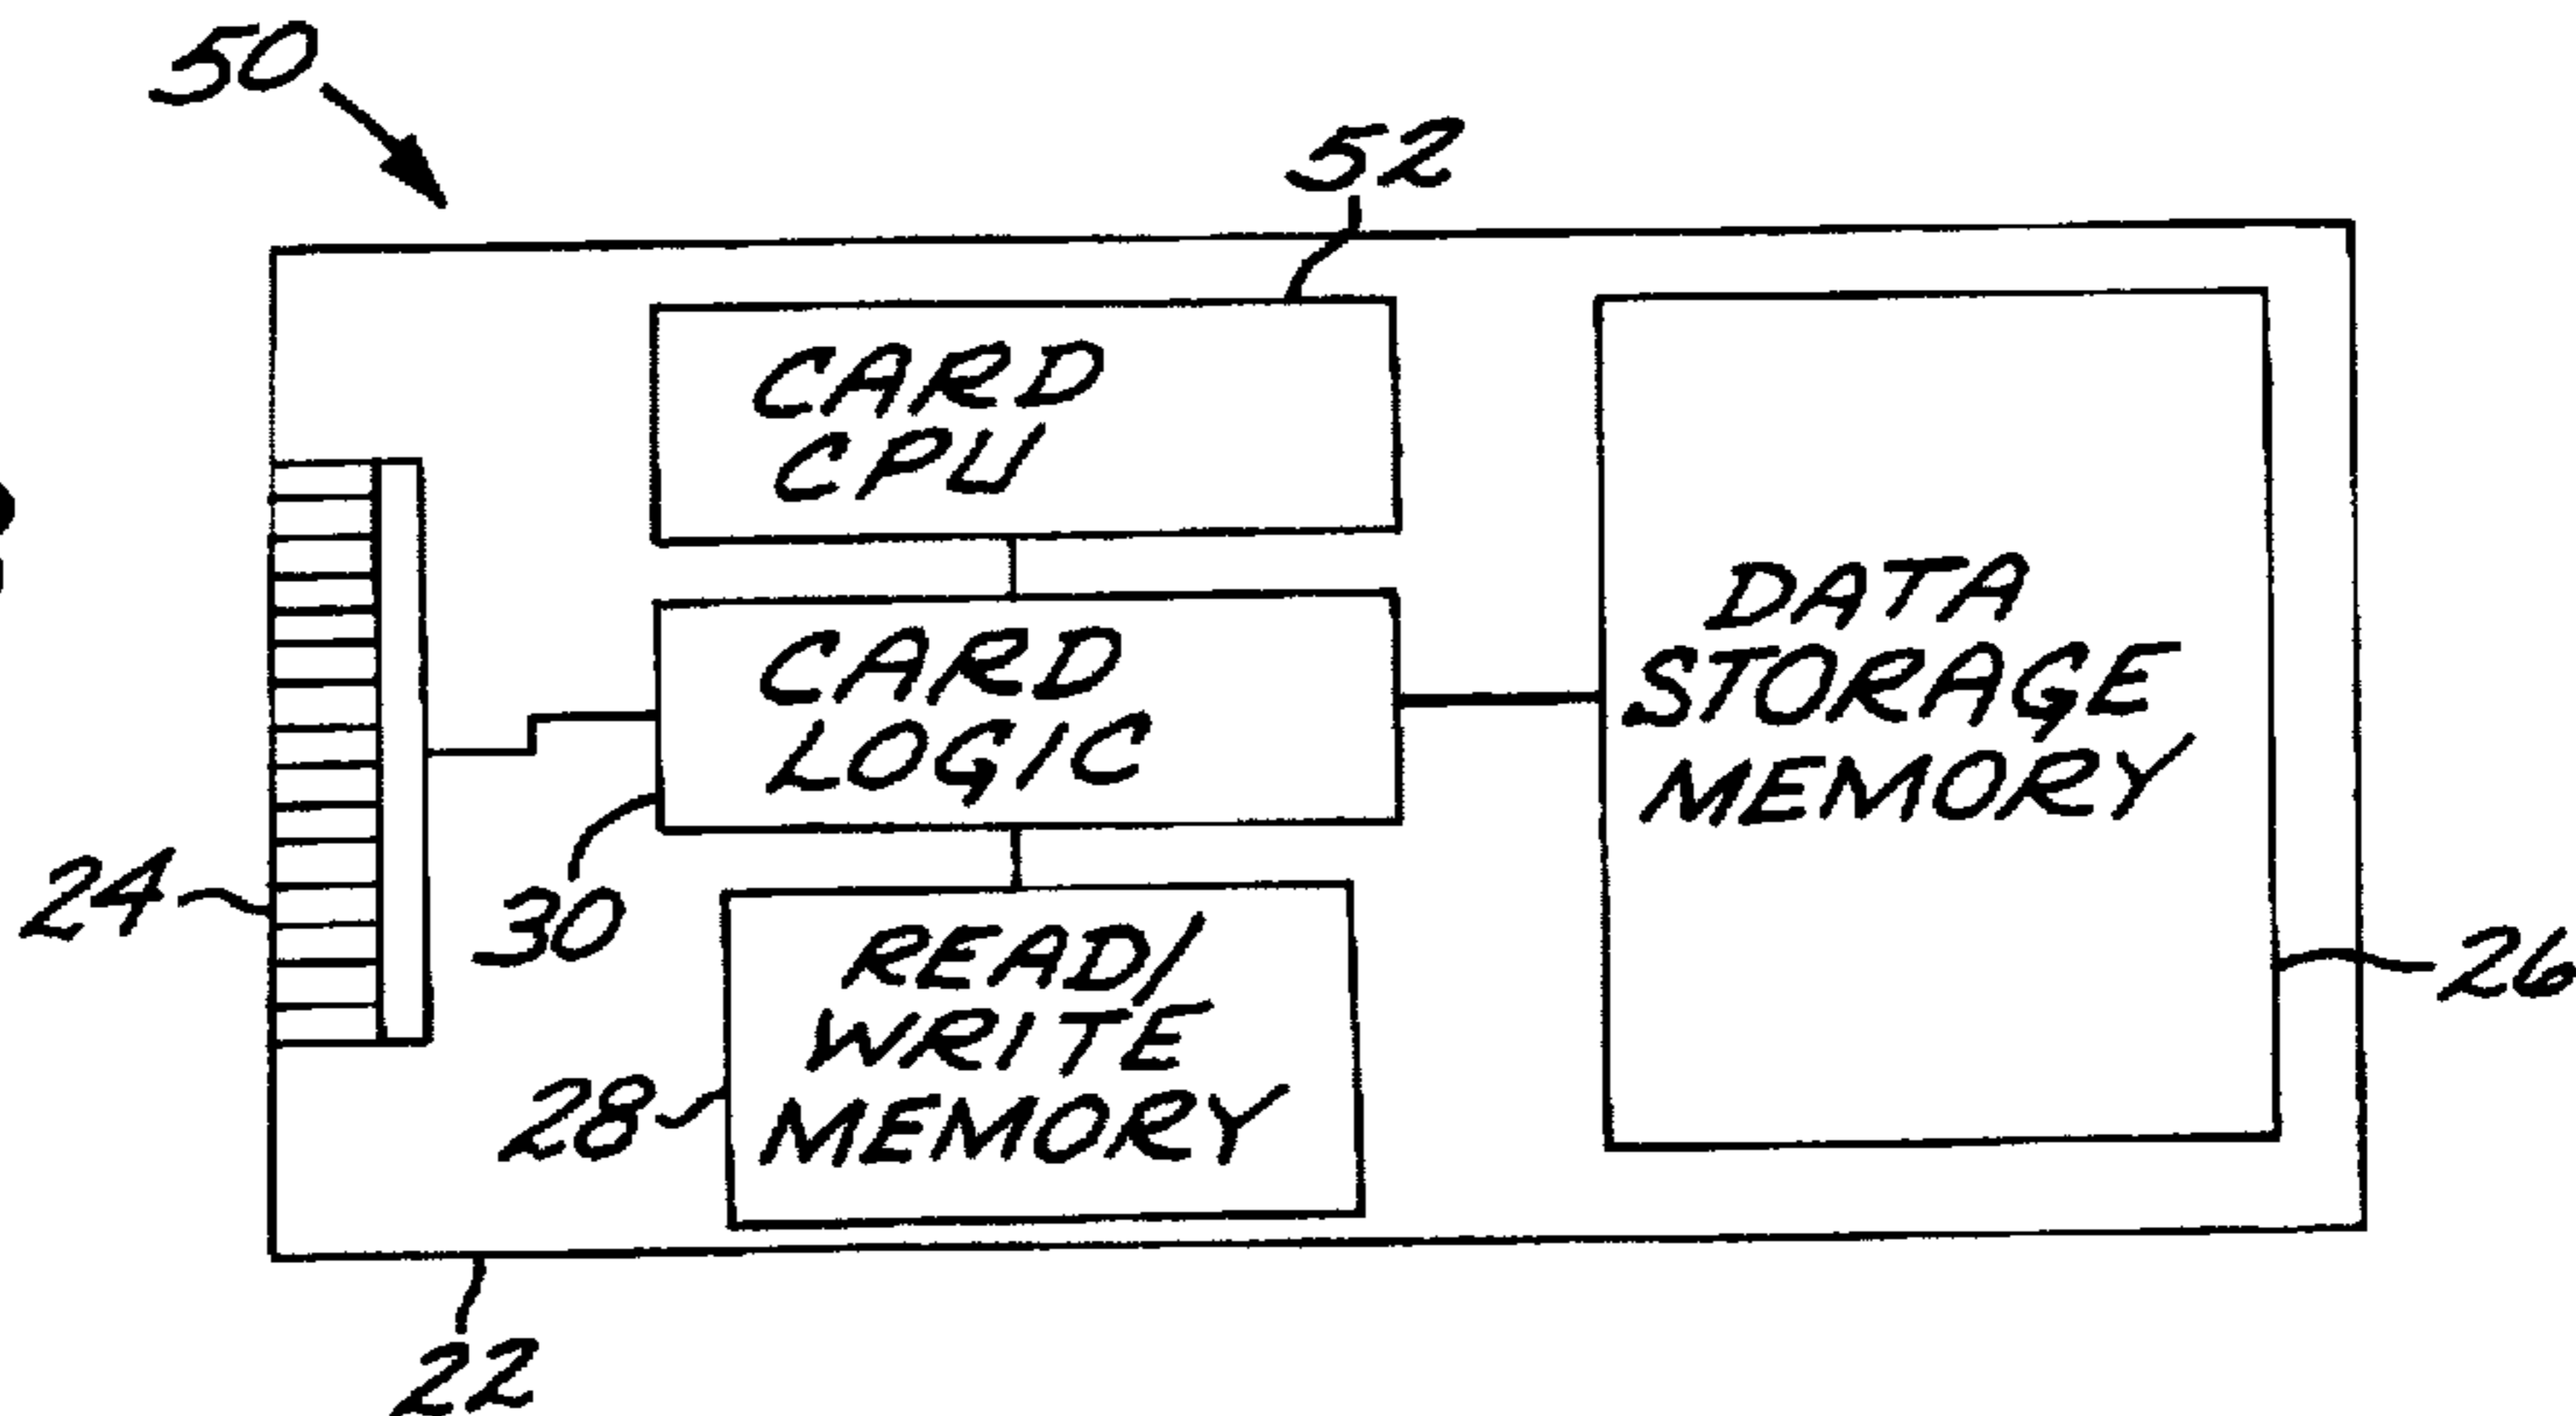 50
52
CARD
CPU
CARD
LOGIC
DATA
STORAGE
MEMORY
24
30
READ/
WRITE
MEMORY
28
26
22